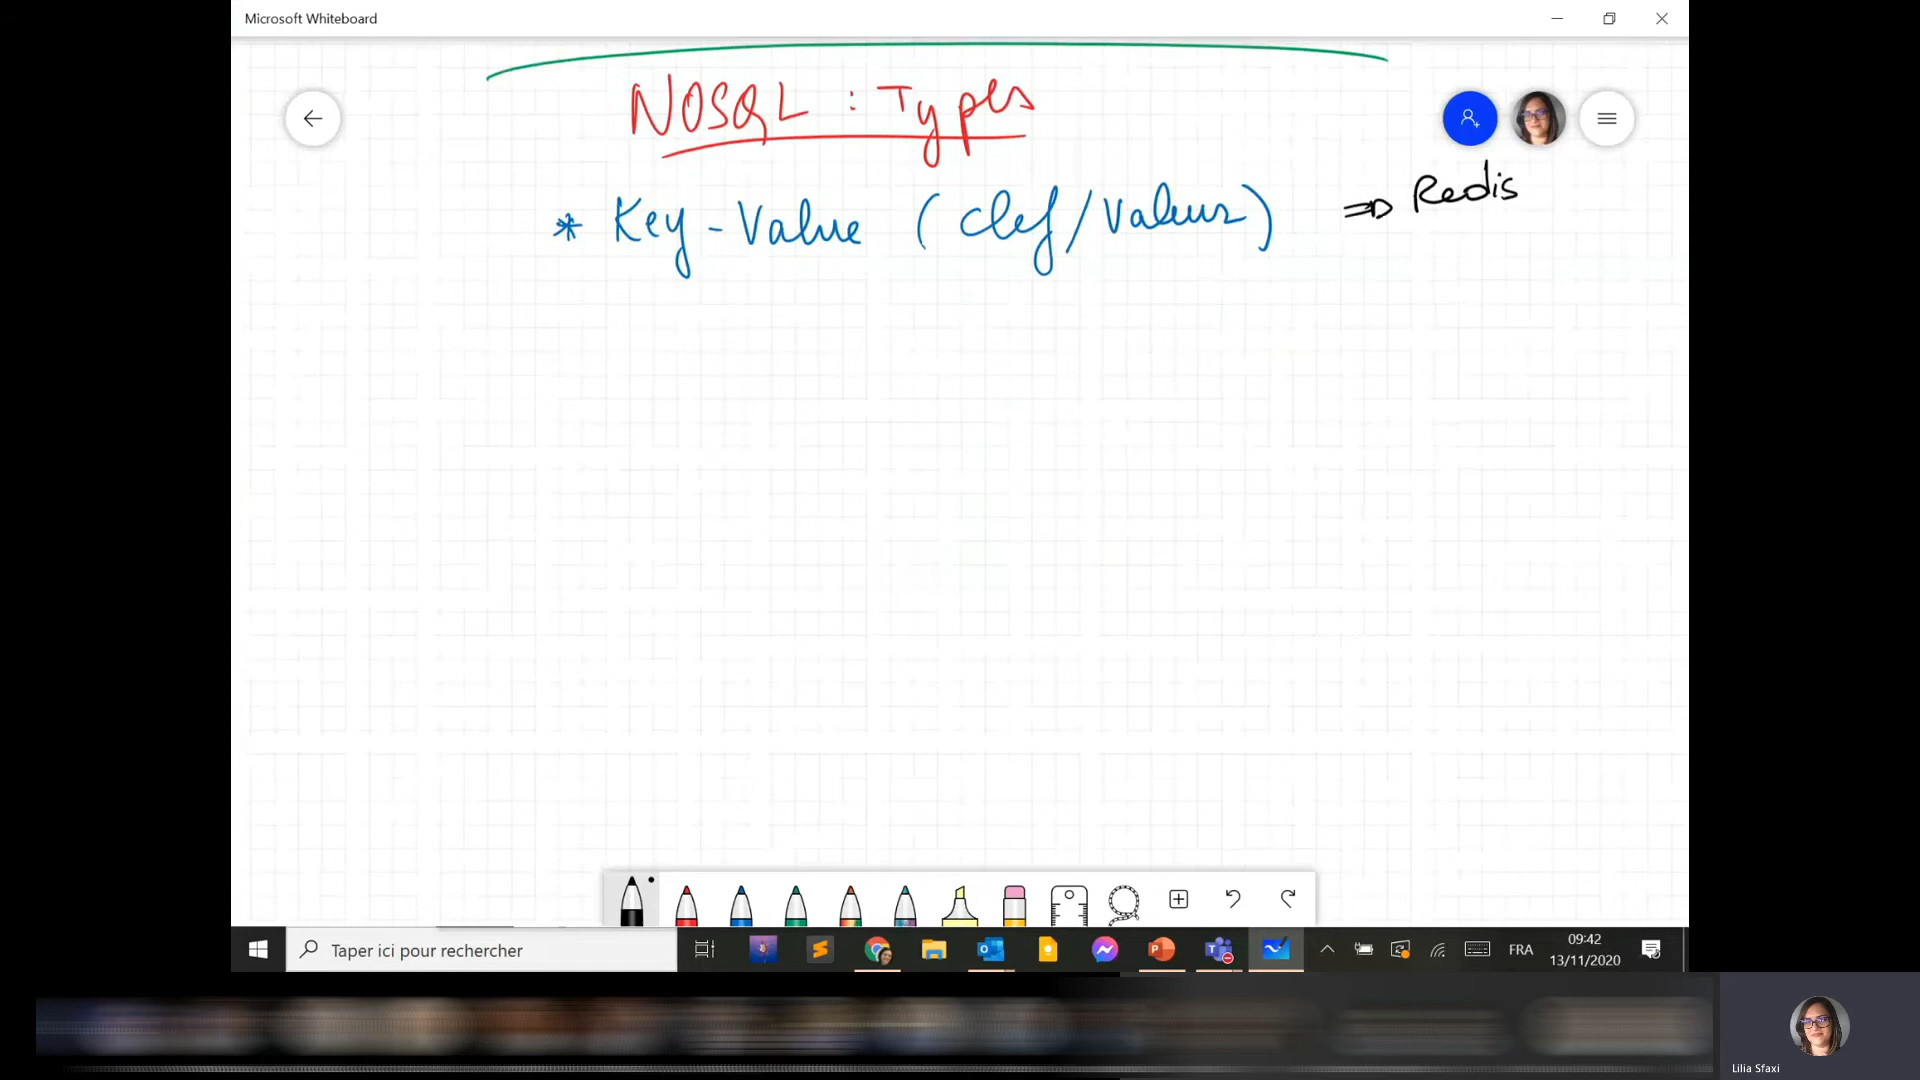 Microsoft Whiteboard
NOSQL : Types
* Key-Value (Clef/Valeur) ⇒ Redis
Taper ici pour rechercher
FRA
09:42
13/11/2020
Lilia Sfaxi